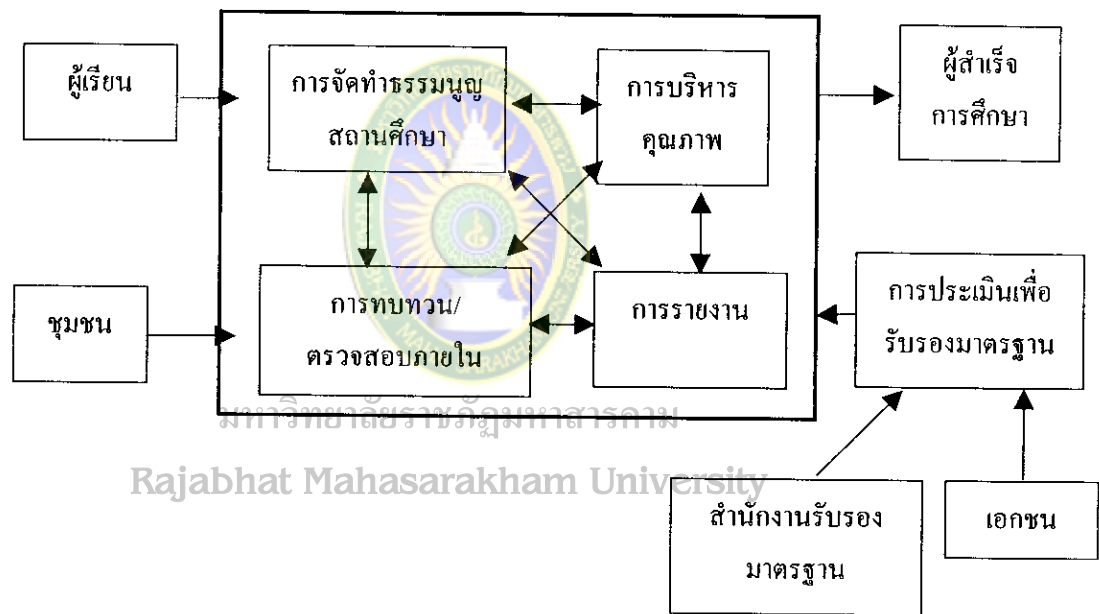 ผู้เรียน
การจัดทำธรรมนูญ
สถานศึกษา
การบริหาร
คุณภาพ
ผู้สำเร็จ
การศึกษา
ชุมชน
การทบทวน/
ตรวจสอบภายใน
การรายงาน
การประเมินเพื่อ
รับรองมาตรฐาน
มหาวิทยาลัยราชภัฏมหาสารคาม
Rajabhat Mahasarakham University
สำนักงานรับรอง
มาตรฐาน
เอกชน